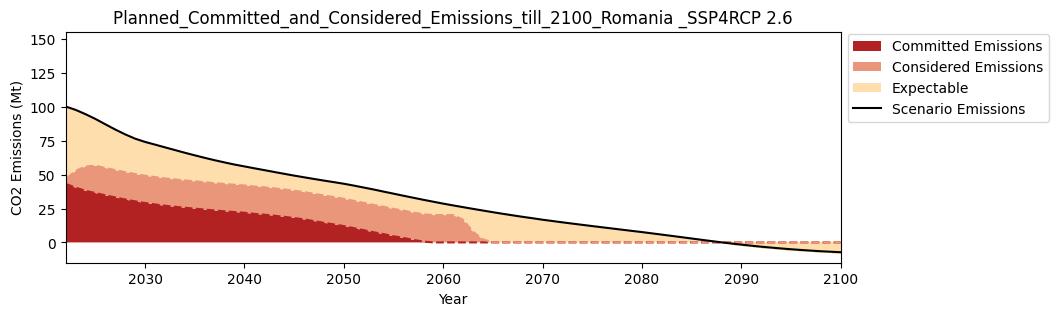 Planned_Committed_and_Considered_Emissions_till_2100_Romania _SSP4RCP 2.6
150
125
100
75
50
25
0
CO2 Emissions (Mt)
2030 2040 2050 2060 2070 2080 2090 2100
Year
Committed Emissions
Considered Emissions
Expectable
Scenario Emissions